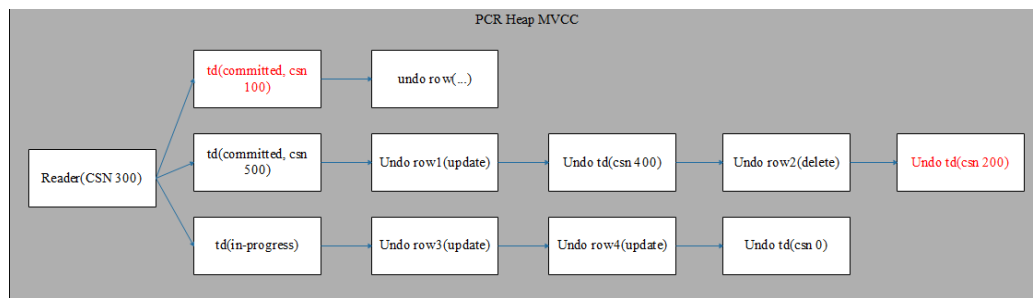 PCR Heap MVCC
td(committed, csn
100)
undo row(...)
Reader(CSN 300)
td(committed, csn
500)
Undo row1(update)
Undo td(csn 400)
Undo row2(delete)
Undo td(csn 200)
td(in-progress)
Undo row3(update)
Undo row4(update)
Undo td(csn 0)